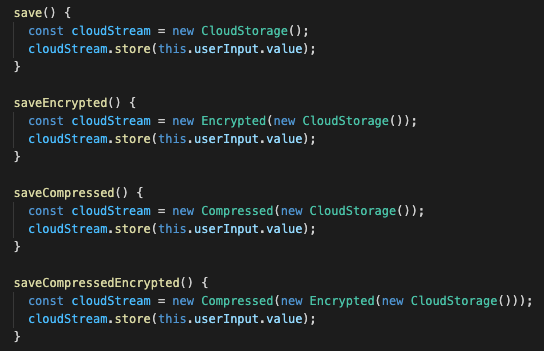 save() {
const cloudStream = new CloudStorage();
cloudStream.store(this.userInput.value);
}
saveEncrypted() {
const cloudStream = new Encrypted(new CloudStorage());
cloudStream.store(this.userInput.value);
}
saveCompressed() {
const cloudStream = new Compressed(new CloudStorage());
cloudStream.store(this.userInput.value);
}
saveCompressedEncrypted() {
const cloudStream = new Compressed(new Encrypted(new CloudStorage()));
cloudStream.store(this.userInput.value);
}